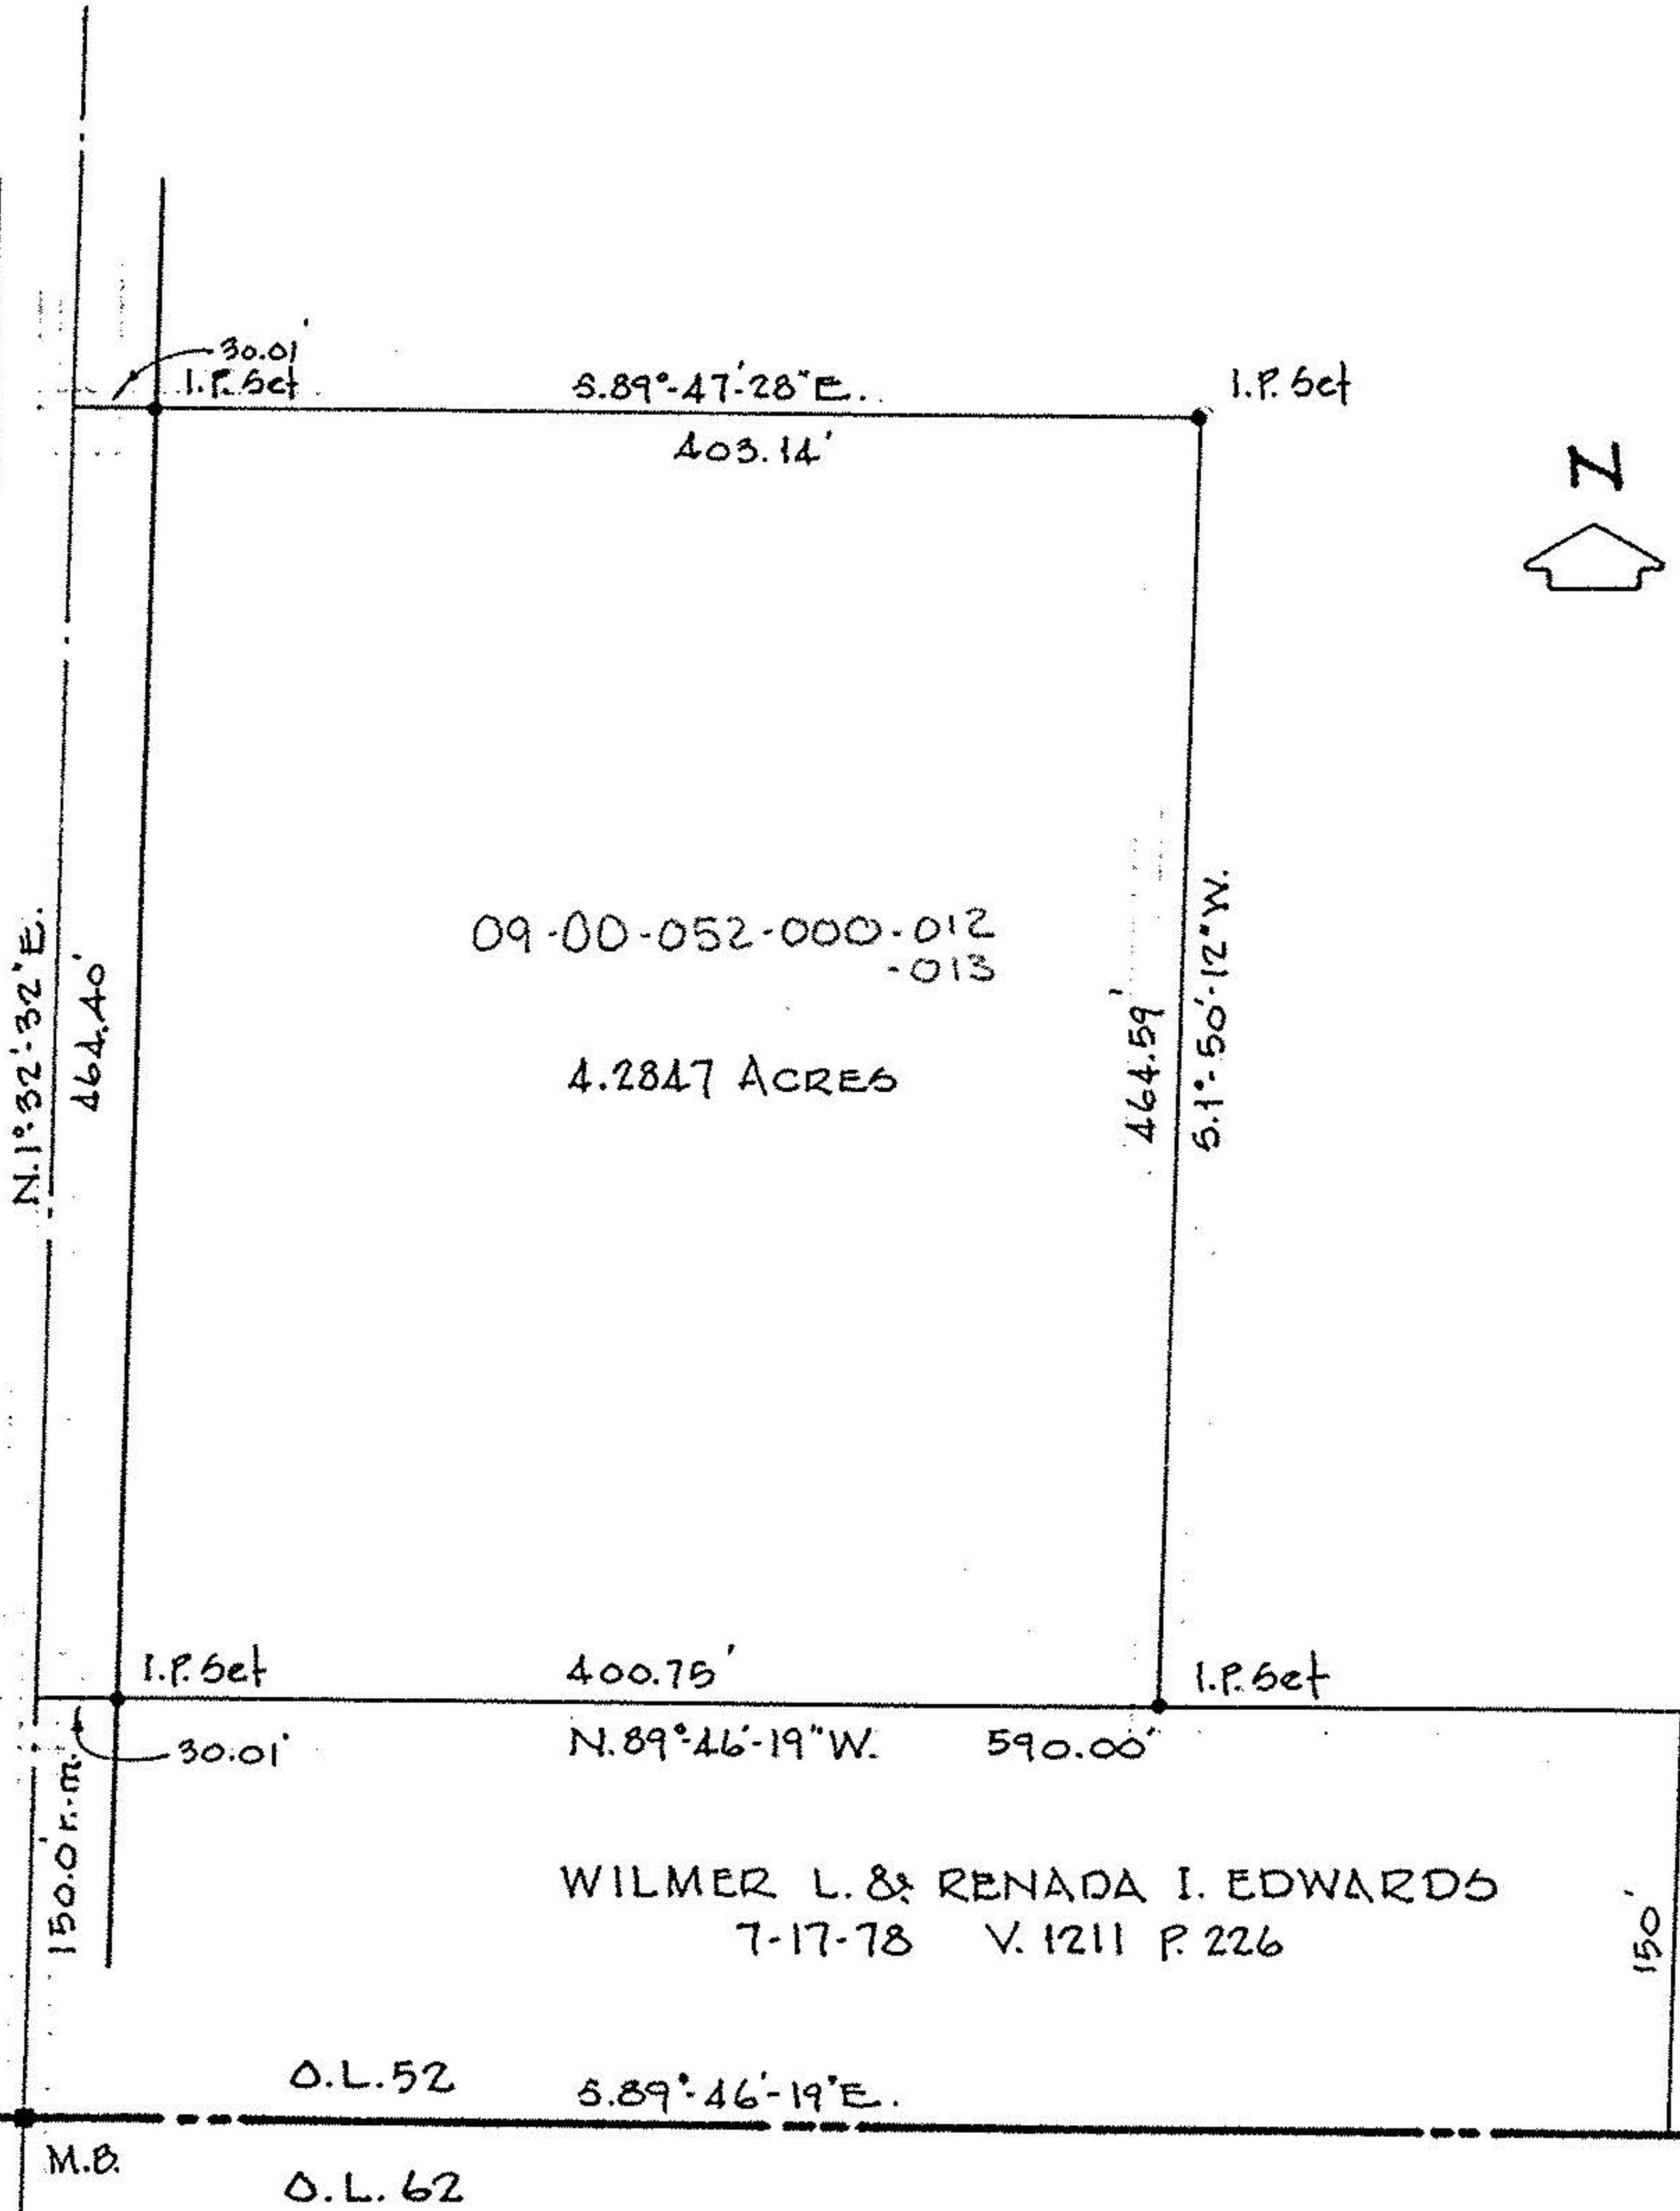 30.01'
I.P. Set
S.89°-47'-28"E.
I.P. Set
403.14'
N
N.1°-32'-32"E.
464.40'
09-00-052-000-012
-013
4.2847 ACRES
464.59'
S.1°-50'-12"W.
I.P. Set
400.75'
I.P. Set
30.01'
N.89°-46'-19"W. 590.00'
150.0' r.-m.
WILMER L. & RENADA I. EDWARDS
7-17-78 V. 1211 P. 226
150'
O.L. 52
S.89°-46'-19"E.
M.B.
O.L. 62